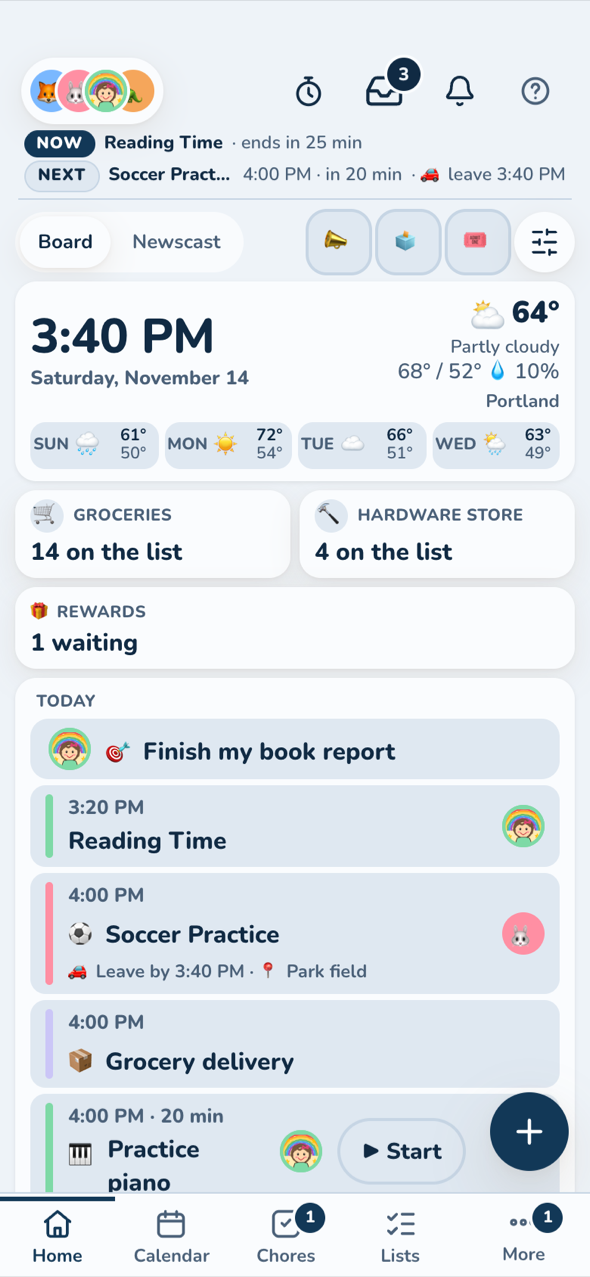 3
NOW Reading Time · ends in 25 min
NEXT Soccer Pract... 4:00 PM · in 20 min · leave 3:40 PM
Board Newscast
3:40 PM
64°
Partly cloudy
Saturday, November 14
68° / 52° 10%
Portland
SUN 61° 50° MON 72° 54° TUE 66° 51° WED 63° 49°
GROCERIES
14 on the list
HARDWARE STORE
4 on the list
REWARDS
1 waiting
TODAY
Finish my book report
3:20 PM
Reading Time
4:00 PM
Soccer Practice
Leave by 3:40 PM · Park field
4:00 PM
Grocery delivery
4:00 PM · 20 min
Practice
piano
Start
1 1
Home Calendar Chores Lists More